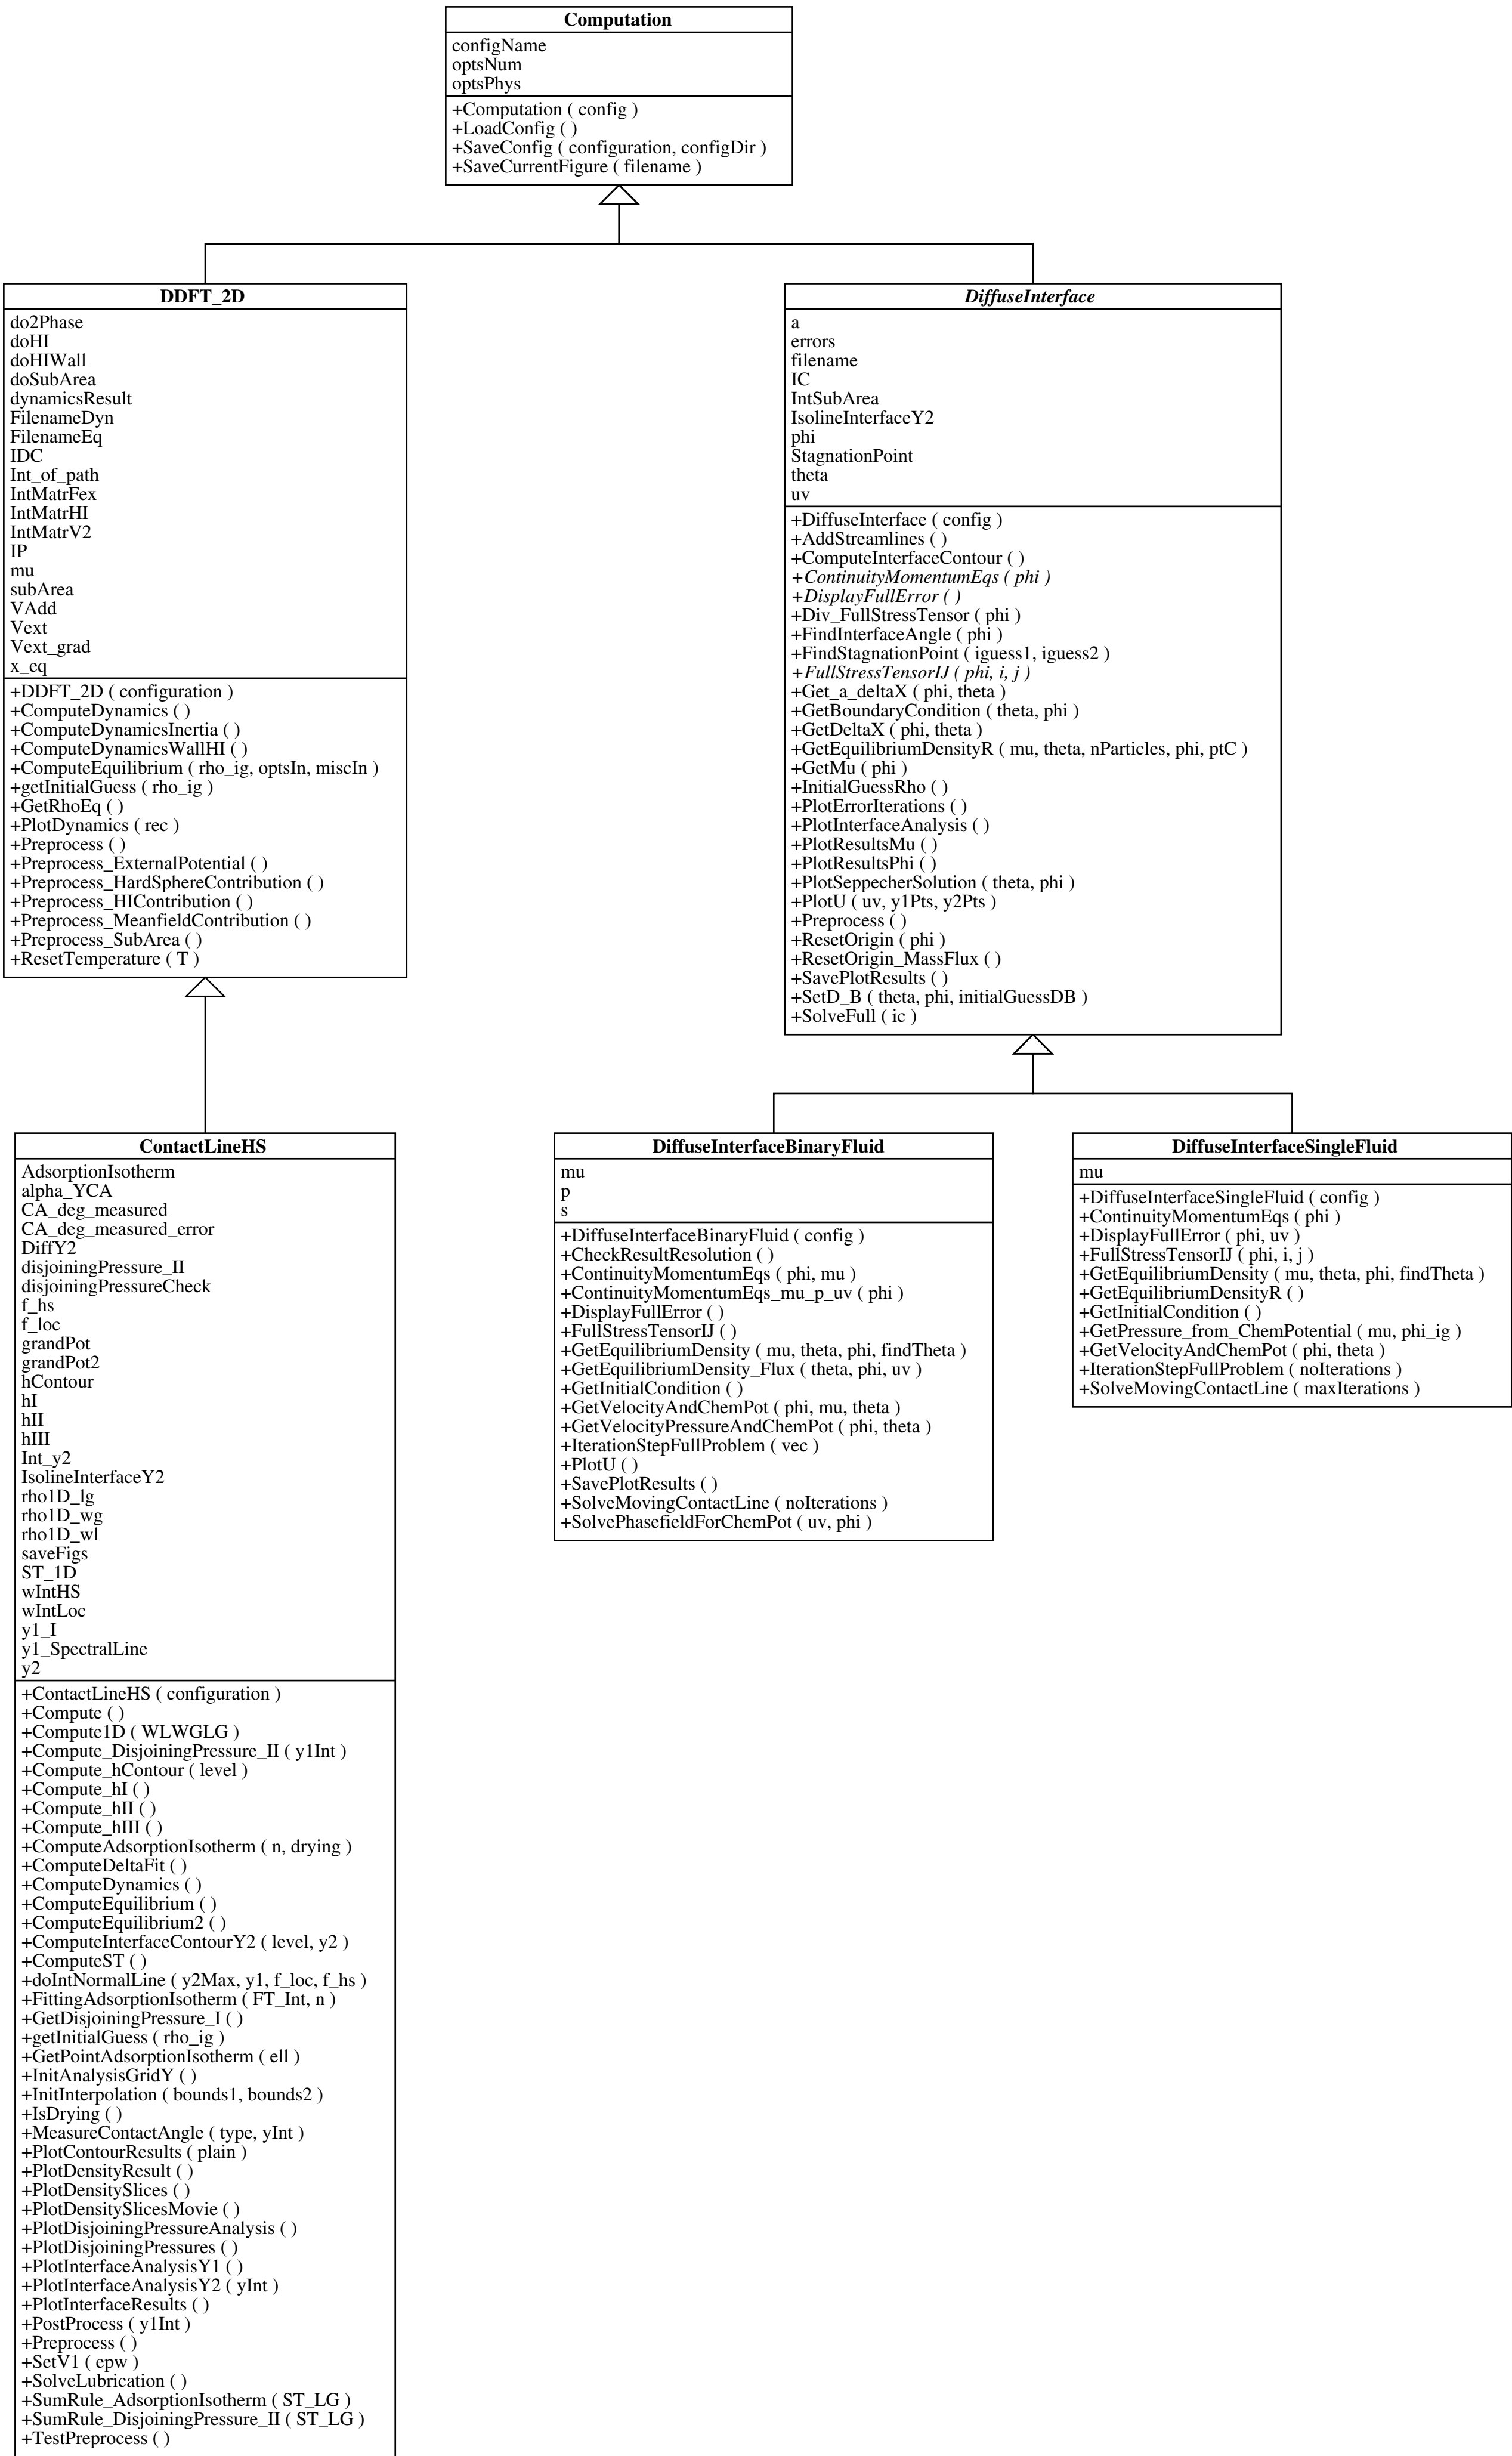 Computation
configName
optsNum
optsPhys
+Computation ( config )
+LoadConfig ( )
+SaveConfig ( configuration, configDir )
+SaveCurrentFigure ( filename )
DDFT_2D
do2Phase
doHI
doHIWall
doSubArea
dynamicsResult
FilenameDyn
FilenameEq
IDC
Int_of_path
IntMatrFex
IntMatrHI
IntMatrV2
IP
mu
subArea
VAdd
Vext
Vext_grad
x_eq
+DDFT_2D ( configuration )
+ComputeDynamics ( )
+ComputeDynamicsInertia ( )
+ComputeDynamicsWallHI ( )
+ComputeEquilibrium ( rho_ig, optsIn, miscIn )
+getInitialGuess ( rho_ig )
+GetRhoEq ( )
+PlotDynamics ( rec )
+Preprocess ( )
+Preprocess_ExternalPotential ( )
+Preprocess_HardSphereContribution ( )
+Preprocess_HIContribution ( )
+Preprocess_MeanfieldContribution ( )
+Preprocess_SubArea ( )
+ResetTemperature ( T )
DiffuseInterface
a
errors
filename
IC
IntSubArea
IsolineInterfaceY2
phi
StagnationPoint
theta
uv
+DiffuseInterface ( config )
+AddStreamlines ( )
+ComputeInterfaceContour ( )
+ContinuityMomentumEqs ( phi )
+DisplayFullError ( )
+Div_FullStressTensor ( phi )
+FindInterfaceAngle ( phi )
+FindStagnationPoint ( iguess1, iguess2 )
+FullStressTensorIJ ( phi, i, j )
+Get_a_deltaX ( phi, theta )
+GetBoundaryCondition ( theta, phi )
+GetDeltaX ( phi, theta )
+GetEquilibriumDensityR ( mu, theta, nParticles, phi, ptC )
+GetMu ( phi )
+InitialGuessRho ( )
+PlotErrorIterations ( )
+PlotInterfaceAnalysis ( )
+PlotResultsMu ( )
+PlotResultsPhi ( )
+PlotSeppecherSolution ( theta, phi )
+PlotU ( uv, y1Pts, y2Pts )
+Preprocess ( )
+ResetOrigin ( phi )
+ResetOrigin_MassFlux ( )
+SavePlotResults ( )
+SetD_B ( theta, phi, initialGuessDB )
+SolveFull ( ic )
ContactLineHS
AdsorptionIsotherm
alpha_YCA
CA_deg_measured
CA_deg_measured_error
DiffY2
disjoiningPressure_II
disjoiningPressureCheck
f_hs
f_loc
grandPot
grandPot2
hContour
hI
hII
hIII
Int_y2
IsolineInterfaceY2
rho1D_lg
rho1D_wg
rho1D_wl
saveFigs
ST_1D
wIntHS
wIntLoc
y1_I
y1_SpectralLine
y2
+ContactLineHS ( configuration )
+Compute ( )
+Compute1D ( WLWGLG )
+Compute_DisjoiningPressure_II ( y1Int )
+Compute_hContour ( level )
+Compute_hI ( )
+Compute_hII ( )
+Compute_hIII ( )
+ComputeAdsorptionIsotherm ( n, drying )
+ComputeDeltaFit ( )
+ComputeDynamics ( )
+ComputeEquilibrium ( )
+ComputeEquilibrium2 ( )
+ComputeInterfaceContourY2 ( level, y2 )
+ComputeST ( )
+doIntNormalLine ( y2Max, y1, f_loc, f_hs )
+FittingAdsorptionIsotherm ( FT_Int, n )
+GetDisjoiningPressure_I ( )
+getInitialGuess ( rho_ig )
+GetPointAdsorptionIsotherm ( ell )
+InitAnalysisGridY ( )
+InitInterpolation ( bounds1, bounds2 )
+IsDrying ( )
+MeasureContactAngle ( type, yInt )
+PlotContourResults ( plain )
+PlotDensityResult ( )
+PlotDensitySlices ( )
+PlotDensitySlicesMovie ( )
+PlotDisjoiningPressureAnalysis ( )
+PlotDisjoiningPressures ( )
+PlotInterfaceAnalysisY1 ( )
+PlotInterfaceAnalysisY2 ( yInt )
+PlotInterfaceResults ( )
+PostProcess ( y1Int )
+Preprocess ( )
+SetV1 ( epw )
+SolveLubrication ( )
+SumRule_AdsorptionIsotherm ( ST_LG )
+SumRule_DisjoiningPressure_II ( ST_LG )
+TestPreprocess ( )
DiffuseInterfaceBinaryFluid
mu
p
s
+DiffuseInterfaceBinaryFluid ( config )
+CheckResultResolution ( )
+ContinuityMomentumEqs ( phi, mu )
+ContinuityMomentumEqs_mu_p_uv ( phi )
+DisplayFullError ( )
+FullStressTensorIJ ( )
+GetEquilibriumDensity ( mu, theta, phi, findTheta )
+GetEquilibriumDensity_Flux ( theta, phi, uv )
+GetInitialCondition ( )
+GetVelocityAndChemPot ( phi, mu, theta )
+GetVelocityPressureAndChemPot ( phi, theta )
+IterationStepFullProblem ( vec )
+PlotU ( )
+SavePlotResults ( )
+SolveMovingContactLine ( noIterations )
+SolvePhasefieldForChemPot ( uv, phi )
DiffuseInterfaceSingleFluid
mu
+DiffuseInterfaceSingleFluid ( config )
+ContinuityMomentumEqs ( phi )
+DisplayFullError ( phi, uv )
+FullStressTensorIJ ( phi, i, j )
+GetEquilibriumDensity ( mu, theta, phi, findTheta )
+GetEquilibriumDensityR ( )
+GetInitialCondition ( )
+GetPressure_from_ChemPotential ( mu, phi_ig )
+GetVelocityAndChemPot ( phi, theta )
+IterationStepFullProblem ( noIterations )
+SolveMovingContactLine ( maxIterations )